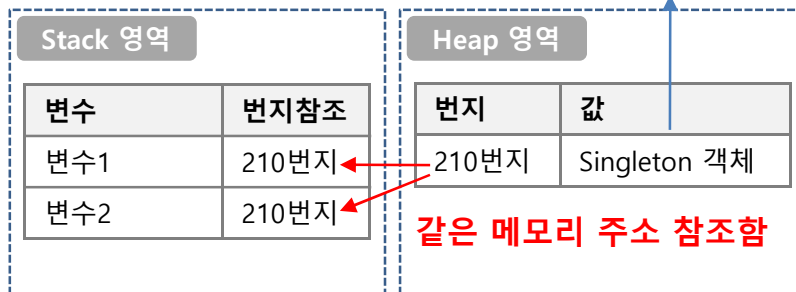 Stack 영역
변수 번지참조
변수1 210번지
변수2 210번지
Heap 영역
번지 값
210번지 Singleton 객체
같은 메모리 주소 참조함